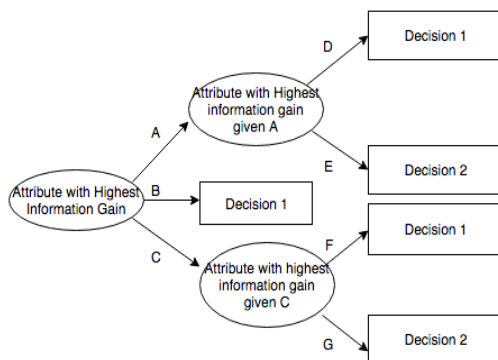 D
Decision 1
Attribute with Highest
information gain
given A
A
E
Decision 2
Attribute with Highest
Information Gain
B
Decision 1
C
F
Decision 1
Attribute with highest
information gain
given C
G
Decision 2